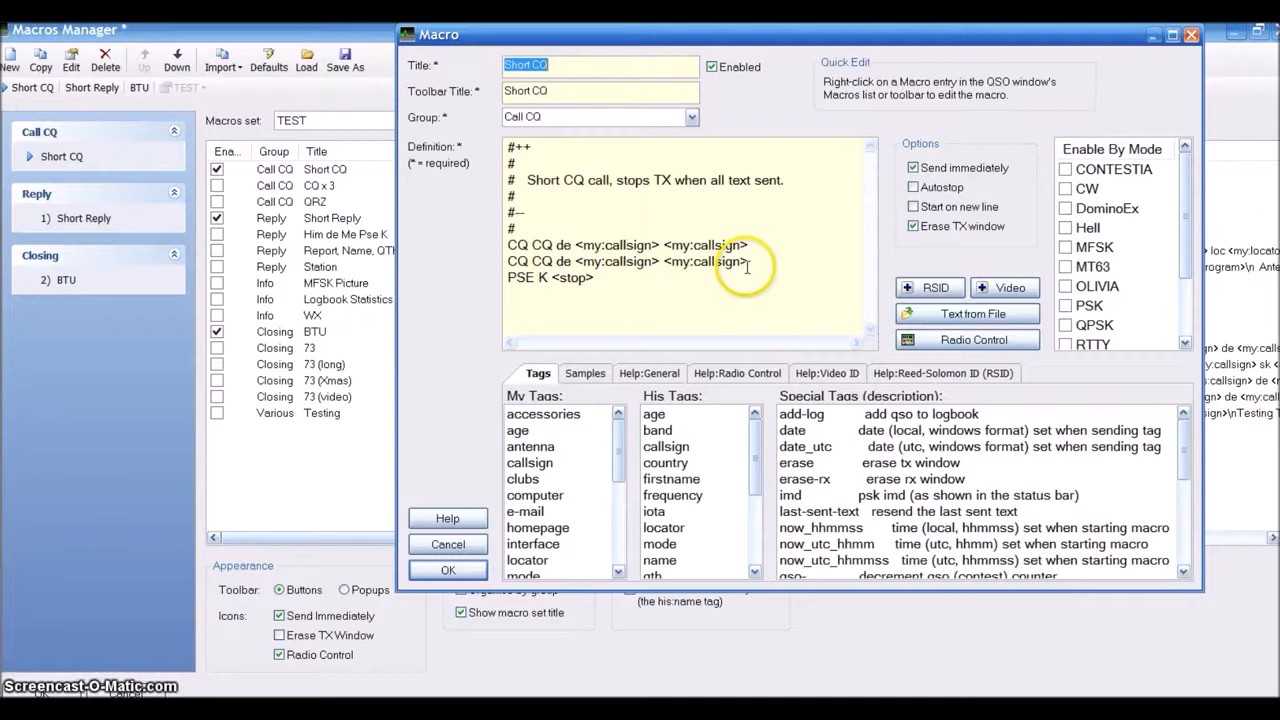 Macros Manager *
New Copy Edit Delete Up Down Import Defaults Load Save As
Short CQ Short Reply BTU TEST
Call CQ
Short CQ
Reply
1) Short Reply
Closing
2) BTU
Macros set: TEST
Ena... Group Title
Call CQ Short CQ
Call CQ CQ x 3
Call CQ QRZ
Reply Short Reply
Reply Him de Me Pse K
Reply Report, Name, QTH
Reply Station
Info MFSK Picture
Info Logbook Statistics
Info WX
Closing BTU
Closing 73
Closing 73 (long)
Closing 73 (Xmas)
Closing 73 (video)
Various Testing
Appearance
Toolbar: Buttons Popups
Icons: Send Immediately
Erase TX Window
Radio Control
Show macro set title
(the his:name tag)
Macro
Title: * Short CQ Enabled
Toolbar Title: * Short CQ
Group: * Call CQ
Quick Edit
Right-click on a Macro entry in the QSO window's
Macros list or toolbar to edit the macro.
Definition: *
(* = required)
#++
#
# Short CQ call, stops TX when all text sent.
#
#--
#
CQ CQ de <my:callsign> <my:callsign>
CQ CQ de <my:callsign> <my:callsign>
PSE K <stop>
Options
Send immediately
Autostop
Start on new line
Erase TX window
RSID Video
Text from File
Radio Control
Enable By Mode
CONTESTIA
CW
DominoEx
Hell
MFSK
MT63
OLIVIA
PSK
QPSK
RTTY
Tags Samples Help:General Help:Radio Control Help:Video ID Help:Reed-Solomon ID (RSID)
My Tags:
accessories
age
antenna
callsign
clubs
computer
e-mail
homepage
interface
locator
mode
His Tags:
age
band
callsign
country
firstname
frequency
iota
locator
mode
name
qth
Special Tags (description):
add-log add qso to logbook
date date (local, windows format) set when sending tag
date_utc date (utc, windows format) set when sending tag
erase erase tx window
erase-rx erase rx window
imd psk imd (as shown in the status bar)
last-sent-text resend the last sent text
now_hhmmss time (local, hhmmss) set when starting macro
now_utc_hhmm time (utc, hhmm) set when starting macro
now_utc_hhmmss time (utc, hhmmss) set when starting macro
qso- decrement qso (contest) counter
Help
Cancel
OK
Screencast-O-Matic.com